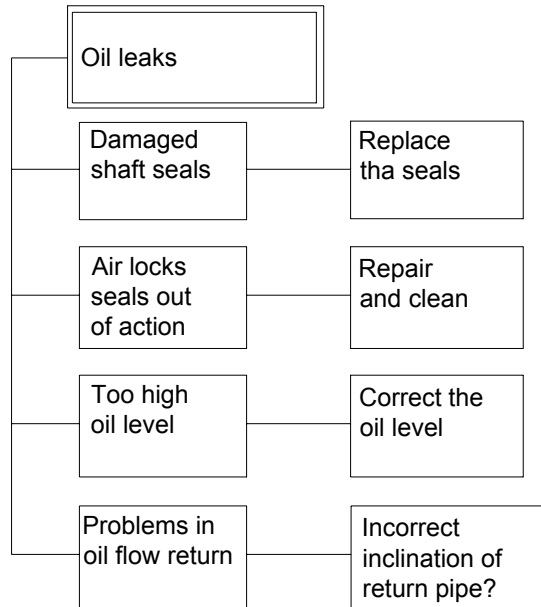 Oil leaks
Damaged
shaft seals
Replace
tha seals
Air locks
seals out
of action
Repair
and clean
Too high
oil level
Correct the
oil level
Problems in
oil flow return
Incorrect
inclination of
return pipe?